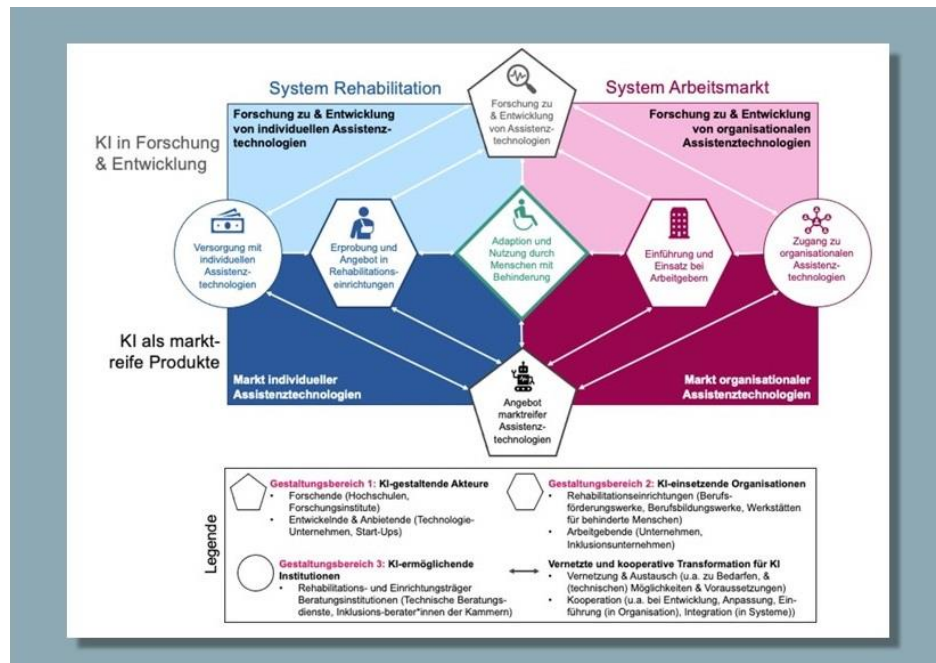 System Rehabilitation
System Arbeitsmarkt
KI in Forschung
& Entwicklung
Forschung zu & Entwicklung
von individuellen Assistenz-
technologien
Forschung zu
& Entwicklung
von Assistenz-
technologien
Forschung zu & Entwicklung
von organisationalen
Assistenztechnologien
Versorgung mit
individuellen
Assistenz-
technologien
Erprobung und
Angebot in
Rehabilitations-
einrichtungen
Adaption und
Nutzung durch
Menschen mit
Behinderung
Einführung und
Einsatz bei
Arbeitgebern
Zugang zu
organisationalen
Assistenz-
technologien
KI als markt-
reife Produkte
Markt individueller
Assistenztechnologien
Angebot
marktreifer
Assistenz-
technologien
Markt organisationaler
Assistenztechnologien
Legende
Gestaltungsbereich 1: KI-gestaltende Akteure
• Forschende (Hochschulen,
Forschungsinstitute)
• Entwickelnde & Anbietende (Technologie-
Unternehmen, Start-Ups)
Gestaltungsbereich 2: KI-einsetzende Organisationen
• Rehabilitationseinrichtungen (Berufs-
förderungswerke, Berufsbildungswerke, Werkstätten
für behinderte Menschen)
• Arbeitgebende (Unternehmen,
Inklusionsunternehmen)
Gestaltungsbereich 3: KI-ermöglichende
Institutionen
• Rehabilitations- und Einrichtungsträger
Beratungsinstitutionen (Technische Beratungs-
dienste, Inklusions-berater*innen der Kammern)
Vernetzte und kooperative Transformation für KI
• Vernetzung & Austausch (u.a. zu Bedarfen, &
(technischen) Möglichkeiten & Voraussetzungen)
• Kooperation (u.a. bei Entwicklung, Anpassung, Ein-
führung (in Organisation), Integration (in Systeme))